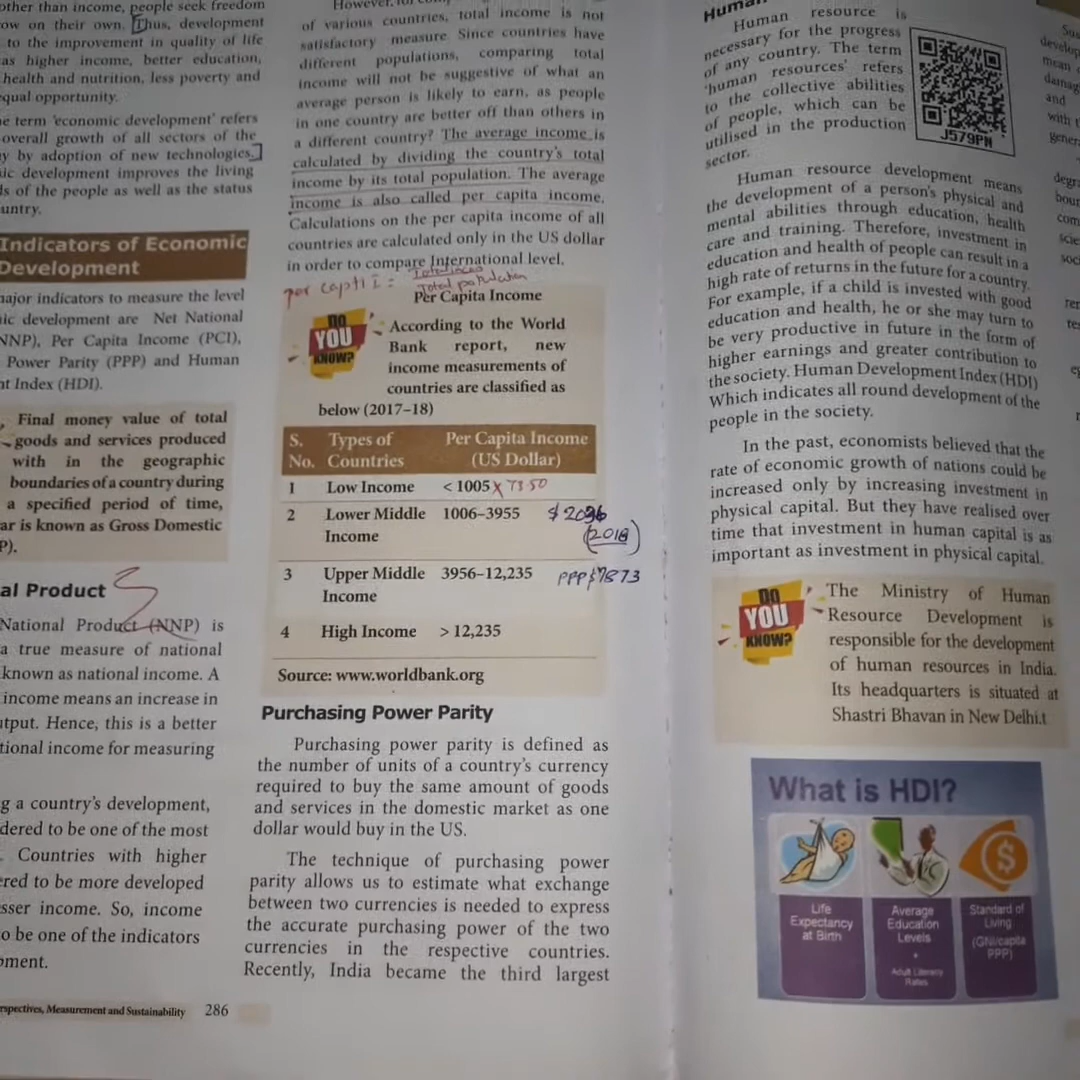 other than income, people seek freedom
ow on their own. Thus, development
to the improvement in quality of life
as higher income, better education,
health and nutrition, less poverty and
equal opportunity.
e term 'economic development' refers
overall growth of all sectors of the
y by adoption of new technologies.
ic development improves the living
ls of the people as well as the status
untry.
Indicators of Economic
Development
major indicators to measure the level
ic development are Net National
NNP), Per Capita Income (PCI),
Power Parity (PPP) and Human
nt Index (HDI).
Final money value of total
goods and services produced
with in the geographic
boundaries of a country during
a specified period of time,
ar is known as Gross Domestic
P).
al Product
National Product (NNP) is
a true measure of national
known as national income. A
income means an increase in
utput. Hence, this is a better
tional income for measuring
g a country's development,
dered to be one of the most
. Countries with higher
ered to be more developed
sser income. So, income
o be one of the indicators
pment.
rspectives, Measurement and Sustainability 286
However, for com
of various countries, total income is not
satisfactory measure. Since countries have
different populations, comparing total
income will not be suggestive of what an
average person is likely to earn, as people
in one country are better off than others in
a different country? The average income is
calculated by dividing the country's total
income by its total population. The average
income is also called per capita income.
Calculations on the per capita income of all
countries are calculated only in the US dollar
in order to compare International level.
per capti I = Total
Total population
Per Capita Income
DO
YOU
KNOW?
According to the World
Bank report, new
income measurements of
countries are classified as
below (2017–18)
S. Types of Per Capita Income
No. Countries (US Dollar)
1 Low Income < 1005 x 73.50
2 Lower Middle 1006–3955 $ 2036
Income (2018)
3 Upper Middle 3956–12,235 PPP $7873
Income
4 High Income > 12,235
Source: www.worldbank.org
Purchasing Power Parity
Purchasing power parity is defined as
the number of units of a country's currency
required to buy the same amount of goods
and services in the domestic market as one
dollar would buy in the US.
The technique of purchasing power
parity allows us to estimate what exchange
between two currencies is needed to express
the accurate purchasing power of the two
currencies in the respective countries.
Recently, India became the third largest
Human
Human resource is
necessary for the progress
of any country. The term
'human resources' refers
to the collective abilities
of people, which can be
utilised in the production
sector.
J579PN
Human resource development means
the development of a person's physical and
mental abilities through education, health
care and training. Therefore, investment in
education and health of people can result in a
high rate of returns in the future for a country.
For example, if a child is invested with good
education and health, he or she may turn to
be very productive in future in the form of
higher earnings and greater contribution to
the society. Human Development Index (HDI)
Which indicates all round development of the
people in the society.
In the past, economists believed that the
rate of economic growth of nations could be
increased only by increasing investment in
physical capital. But they have realised over
time that investment in human capital is as
important as investment in physical capital.
DO
YOU
KNOW?
The Ministry of Human
Resource Development is
responsible for the development
of human resources in India.
Its headquarters is situated at
Shastri Bhavan in New Delhi.t
What is HDI?
Life
Expectancy
at Birth
Average
Education
Levels
+
Adult Literacy
Rates
Standard of
Living
(GNI/capita
PPP)
Sus
develop
mean
damag
and
with t
gener
degra
bour
com
scie
soc